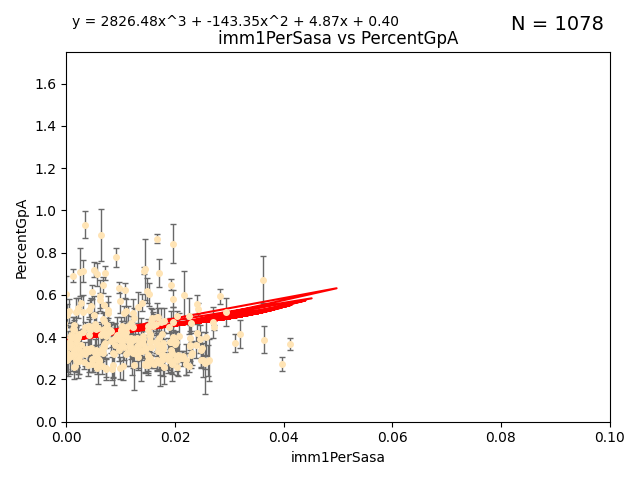 y = 2826.48x^3 + -143.35x^2 + 4.87x + 0.40
N = 1078
imm1PerSasa vs PercentGpA
PercentGpA
1.6
1.4
1.2
1.0
0.8
0.6
0.4
0.2
0.0
0.00 0.02 0.04 0.06 0.08 0.10
imm1PerSasa